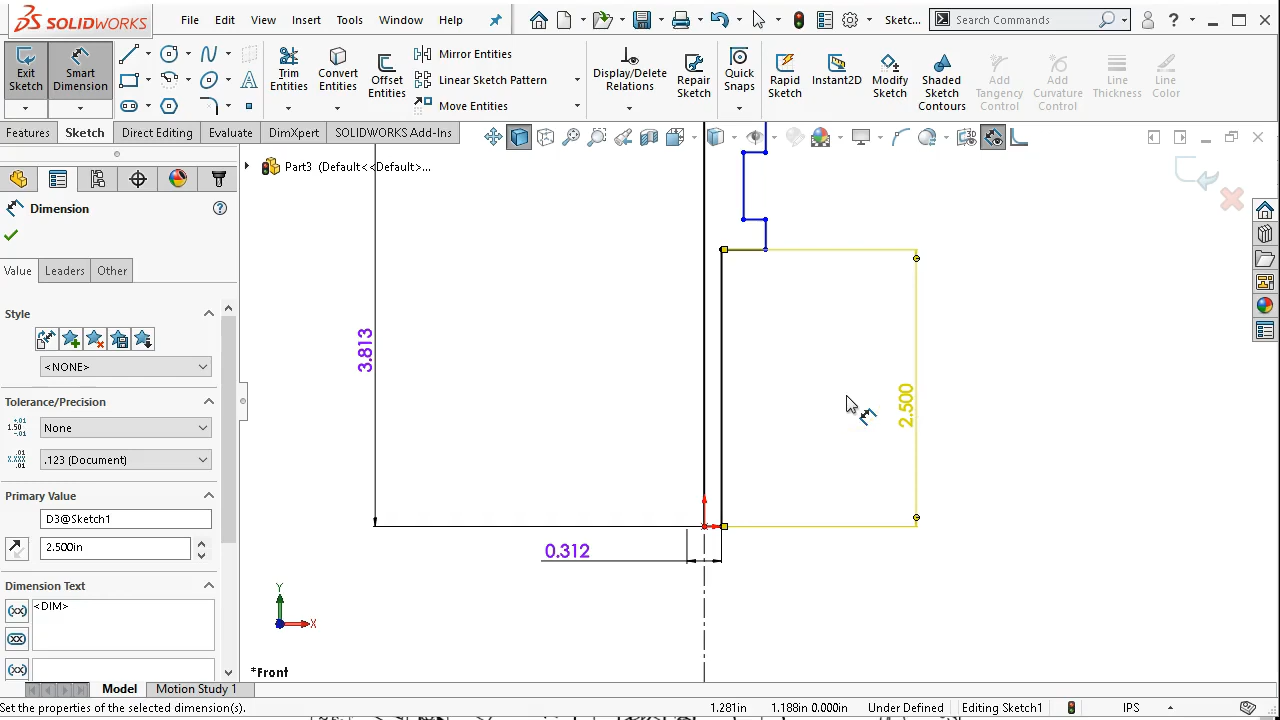 SOLIDWORKS
File Edit View Insert Tools Window Help
Sketc...
Search Commands
Exit Sketch
Smart Dimension
Trim Entities
Convert Entities
Offset Entities
Mirror Entities
Linear Sketch Pattern
Move Entities
Display/Delete Relations
Repair Sketch
Quick Snaps
Rapid Sketch
Instant2D
Modify Sketch
Shaded Sketch Contours
Add Tangency Control
Add Curvature Control
Line Thickness
Line Color
Features Sketch Direct Editing Evaluate DimXpert SOLIDWORKS Add-Ins
Part3 (Default<<Default>...
Dimension
Value Leaders Other
Style
<NONE>
Tolerance/Precision
None
.123 (Document)
Primary Value
D3@Sketch1
2.500in
Dimension Text
<DIM>
3.813
2.500
0.312
Y
X
*Front
Model Motion Study 1
Set the properties of the selected dimension(s).
1.281in 1.188in 0.000in Under Defined Editing Sketch1 IPS